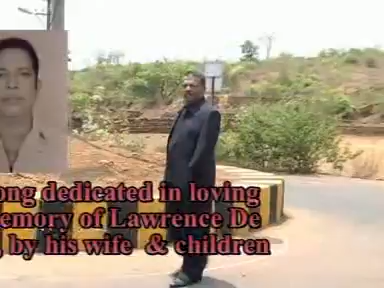 ong dedicated in loving
emory of Lawrence De
, by his wife & children